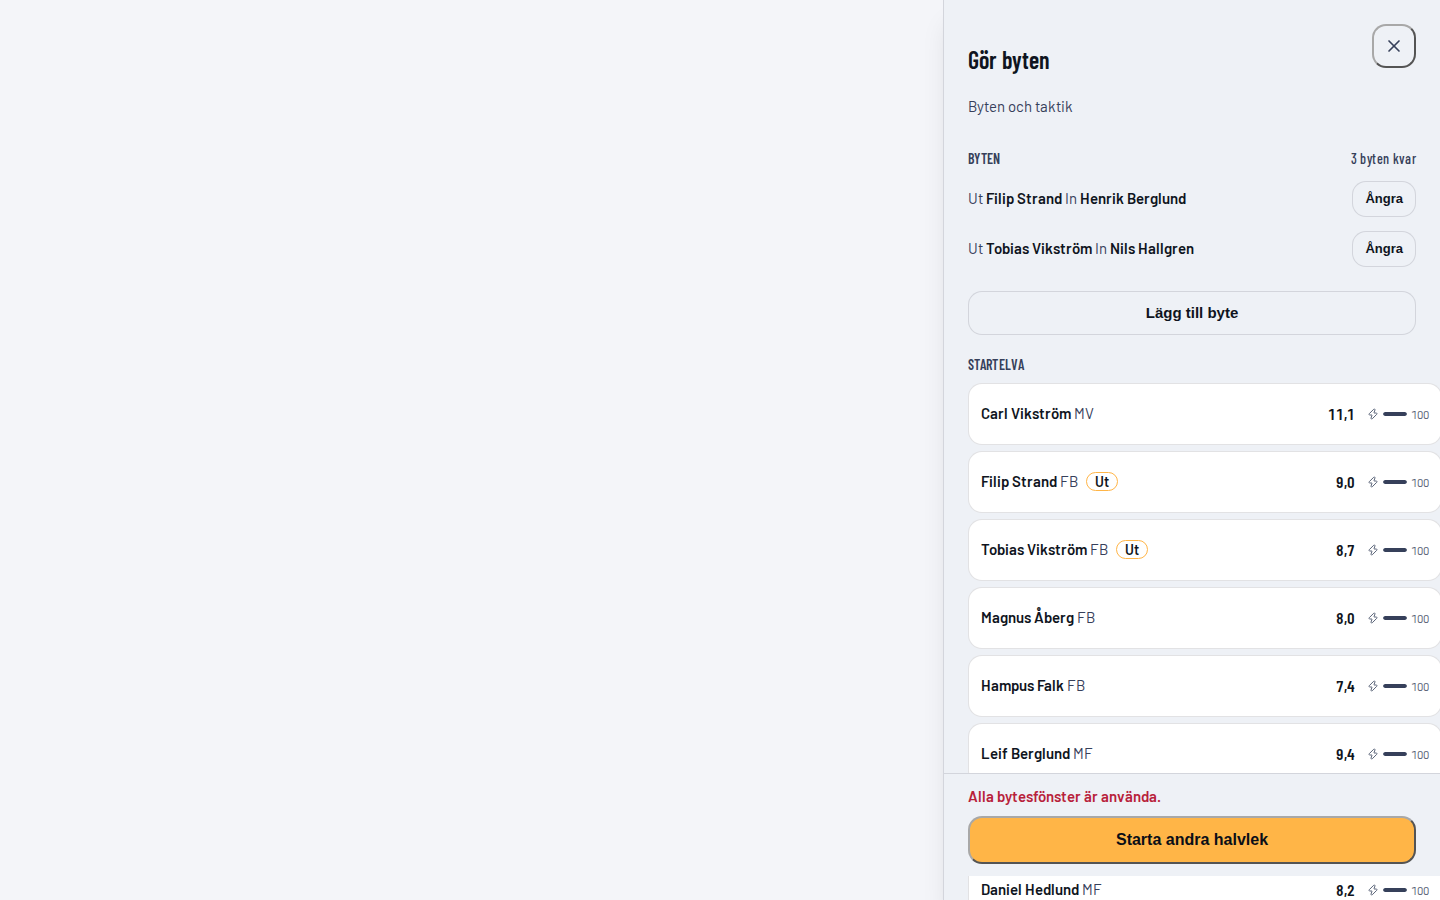 Gör byten
Byten och taktik
BYTEN 3 byten kvar
Ut Filip Strand In Henrik Berglund Ångra
Ut Tobias Vikström In Nils Hallgren Ångra
Lägg till byte
STARTELVA
Carl Vikström MV 11,1 100
Filip Strand FB Ut 9,0 100
Tobias Vikström FB Ut 8,7 100
Magnus Åberg FB 8,0 100
Hampus Falk FB 7,4 100
Leif Berglund MF 9,4 100
Alla bytesfönster är använda.
Starta andra halvlek
Daniel Hedlund MF 8,2 100